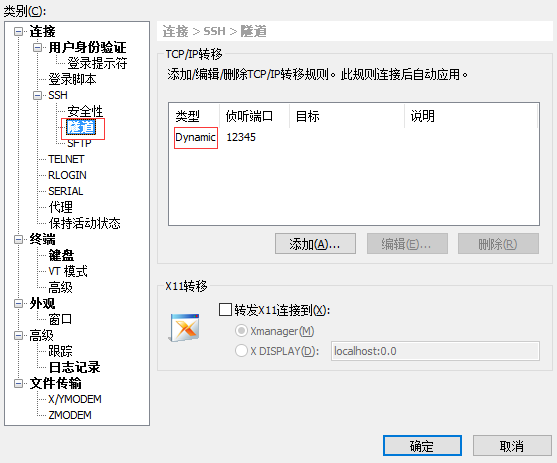 类别(C):
连接
用户身份验证
登录提示符
登录脚本
SSH
安全性
隧道
SFTP
TELNET
RLOGIN
SERIAL
代理
保持活动状态
终端
键盘
VT 模式
高级
外观
窗口
高级
跟踪
日志记录
文件传输
X/YMODEM
ZMODEM
连接 > SSH > 隧道
TCP/IP转移
添加/编辑/删除TCP/IP转移规则。此规则连接后自动应用。
类型 侦听端口 目标 说明
Dynamic 12345
添加(A)... 编辑(E)... 删除(R)
X11转移
转发X11连接到(X):
Xmanager(M)
X DISPLAY(D): localhost:0.0
确定 取消